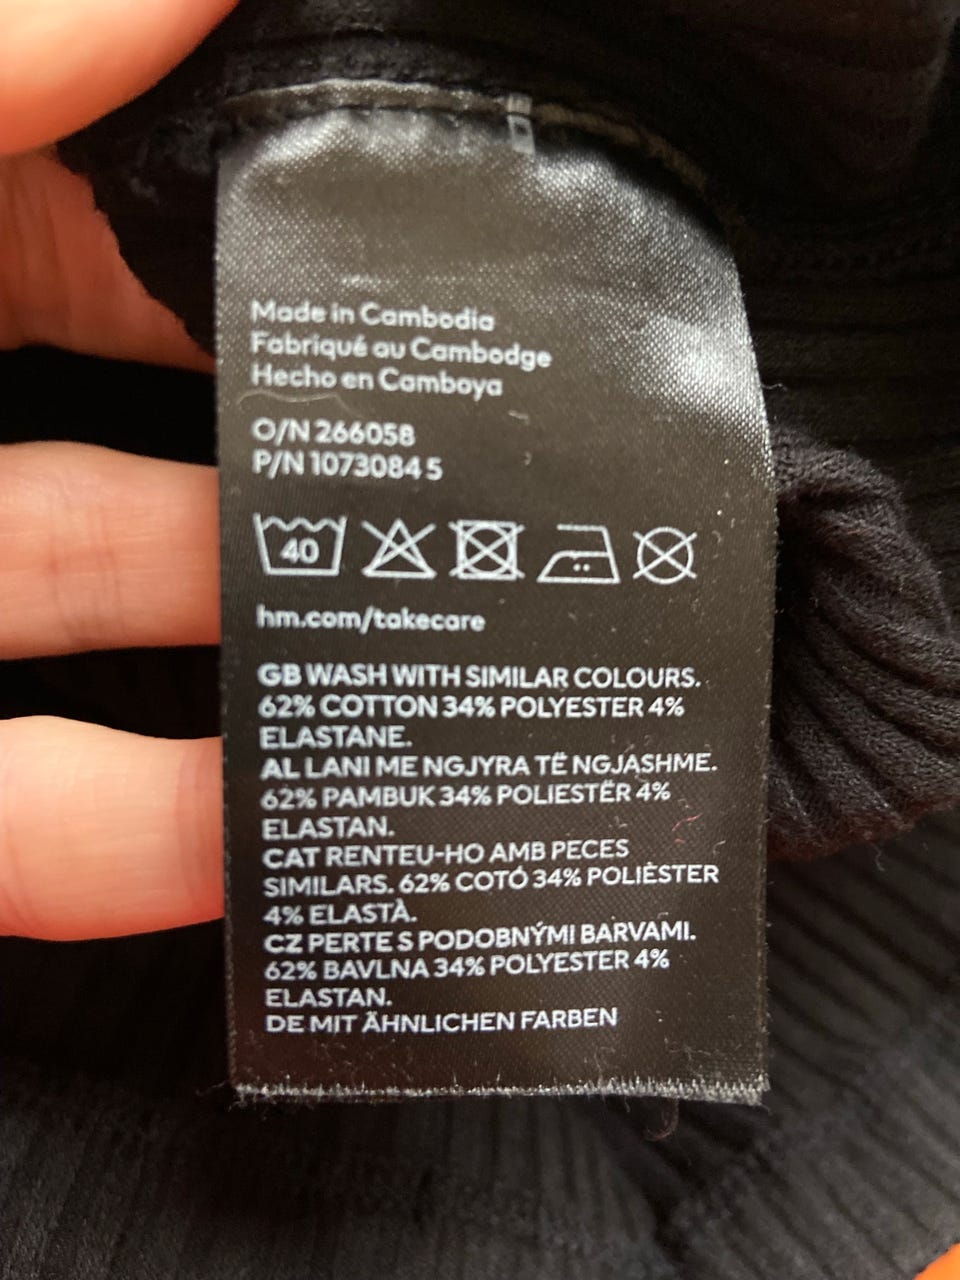 Made in Cambodia
Fabriqué au Cambodge
Hecho en Camboya
O/N 266058
P/N 1073084 5
40
hm.com/takecare
GB WASH WITH SIMILAR COLOURS.
62% COTTON 34% POLYESTER 4%
ELASTANE.
AL LANI ME NGJYRA TË NGJASHME.
62% PAMBUK 34% POLIESTËR 4%
ELASTAN.
CAT RENTEU-HO AMB PECES
SIMILARS. 62% COTÓ 34% POLIÈSTER
4% ELASTÀ.
CZ PERTE S PODOBNÝMI BARVAMI.
62% BAVLNA 34% POLYESTER 4%
ELASTAN.
DE MIT ÄHNLICHEN FARBEN